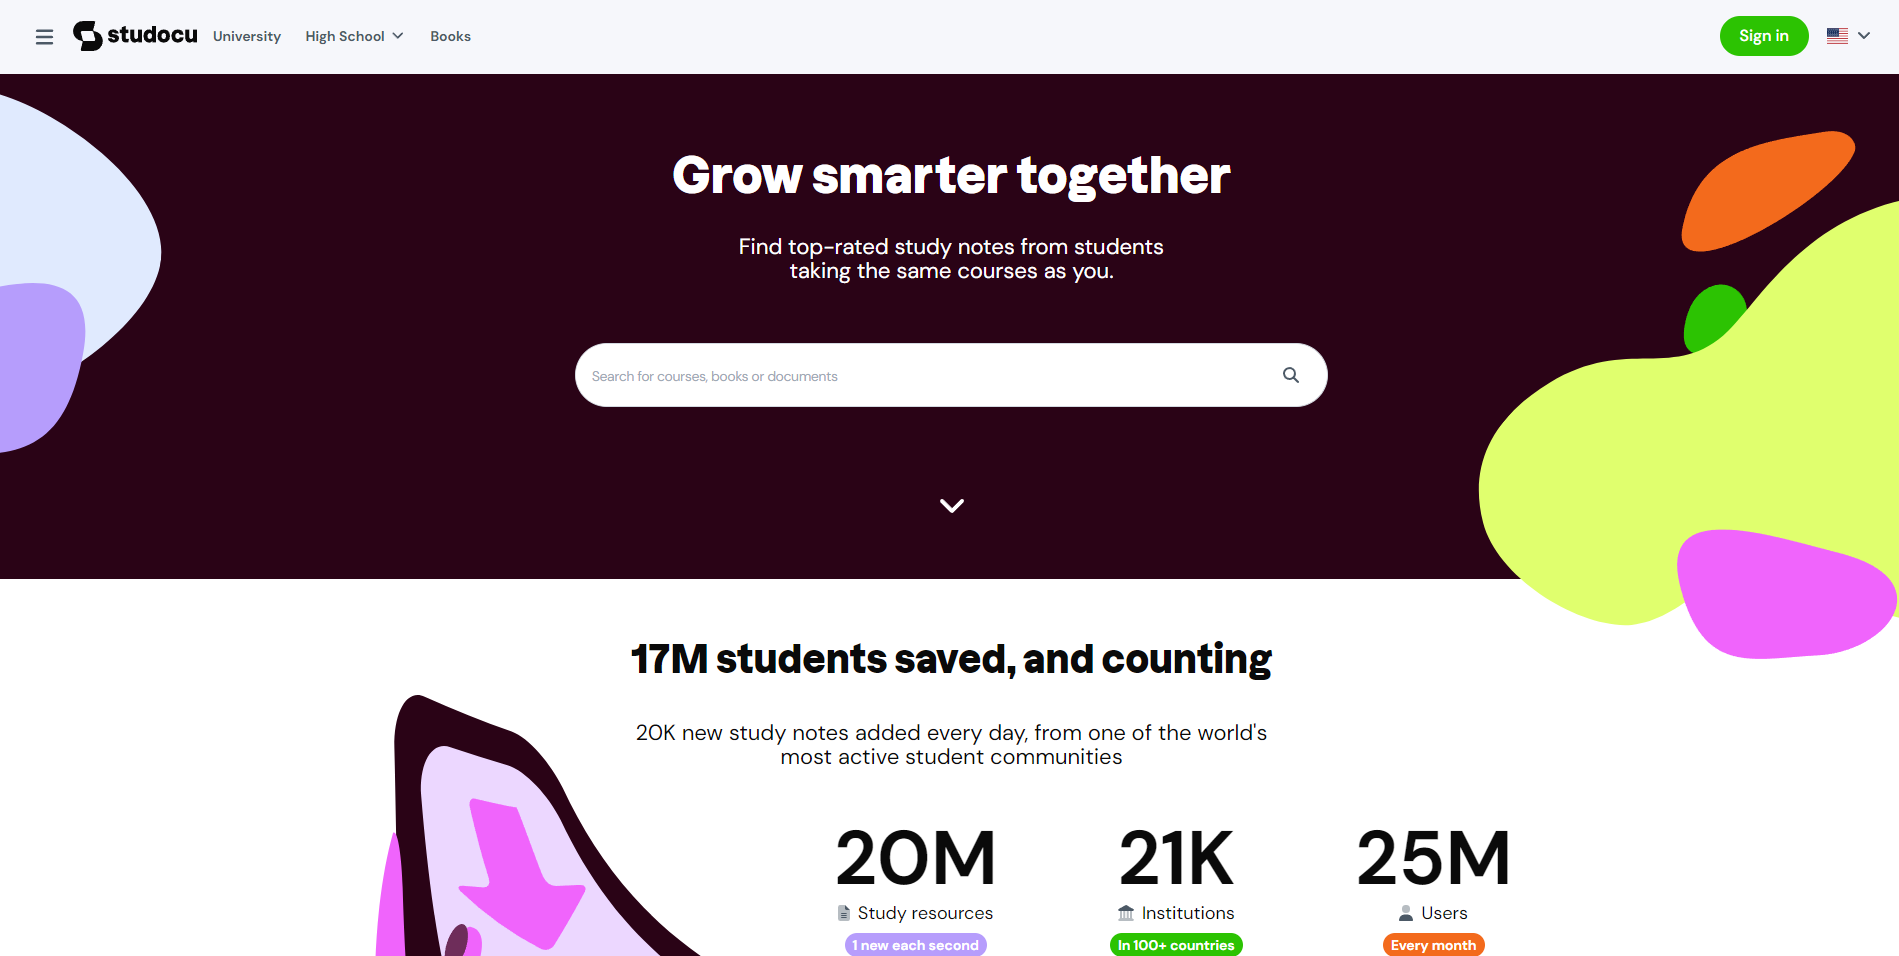 studocu
University
High School
Books
Sign in
Grow smarter together
Find top-rated study notes from students
taking the same courses as you.
Search for courses, books or documents
17M students saved, and counting
20K new study notes added every day, from one of the world's
most active student communities
20M
Study resources
1 new each second
21K
Institutions
In 100+ countries
25M
Users
Every month